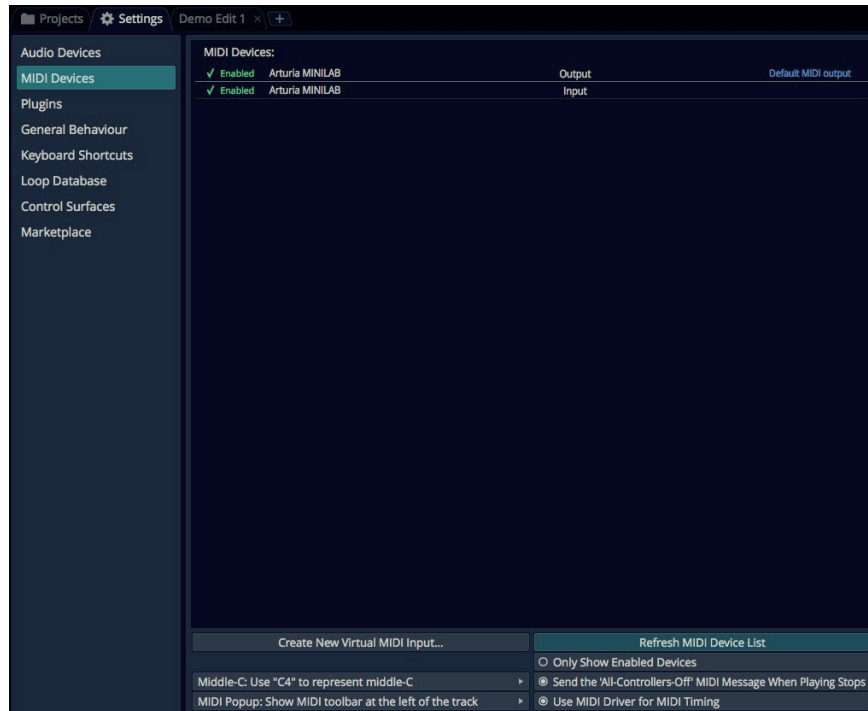 Projects Settings Demo Edit 1 × +
Audio Devices
MIDI Devices
Plugins
General Behaviour
Keyboard Shortcuts
Loop Database
Control Surfaces
Marketplace
MIDI Devices:
√ Enabled Arturia MINILAB Output Default MIDI output
√ Enabled Arturia MINILAB Input
Create New Virtual MIDI Input... Refresh MIDI Device List
Only Show Enabled Devices
Middle-C: Use "C4" to represent middle-C Send the 'All-Controllers-Off' MIDI Message When Playing Stops
MIDI Popup: Show MIDI toolbar at the left of the track Use MIDI Driver for MIDI Timing